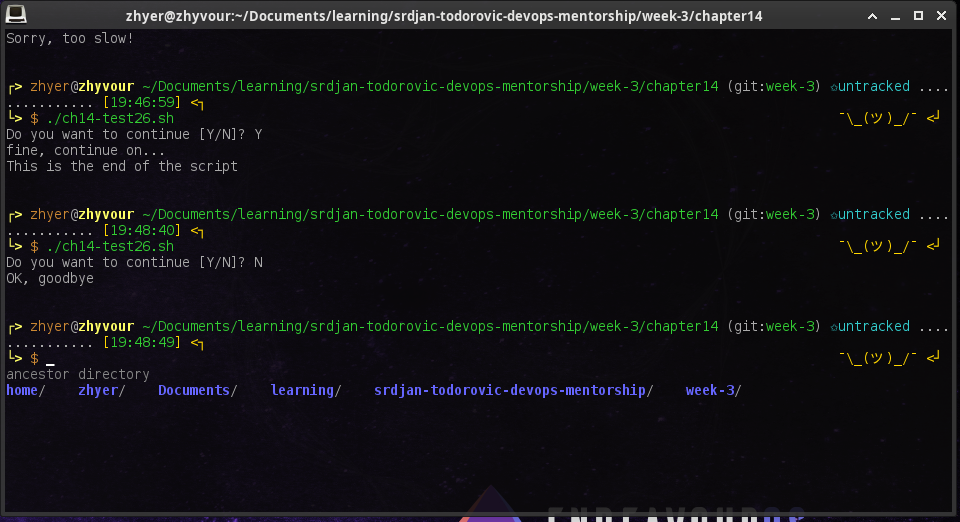 zhyer@zhyvour:~/Documents/learning/srdjan-todorovic-devops-mentorship/week-3/chapter14
Sorry, too slow!
┌> zhyer@zhyvour ~/Documents/learning/srdjan-todorovic-devops-mentorship/week-3/chapter14 (git:week-3) ✩untracked ....
........... [19:46:59] <┐
└> $ ./ch14-test26.sh ¯\_(ツ)_/¯ <┘
Do you want to continue [Y/N]? Y
fine, continue on...
This is the end of the script
┌> zhyer@zhyvour ~/Documents/learning/srdjan-todorovic-devops-mentorship/week-3/chapter14 (git:week-3) ✩untracked ....
........... [19:48:40] <┐
└> $ ./ch14-test26.sh ¯\_(ツ)_/¯ <┘
Do you want to continue [Y/N]? N
OK, goodbye
┌> zhyer@zhyvour ~/Documents/learning/srdjan-todorovic-devops-mentorship/week-3/chapter14 (git:week-3) ✩untracked ....
........... [19:48:49] <┐
└> $ _ ¯\_(ツ)_/¯ <┘
ancestor directory
home/ zhyer/ Documents/ learning/ srdjan-todorovic-devops-mentorship/ week-3/